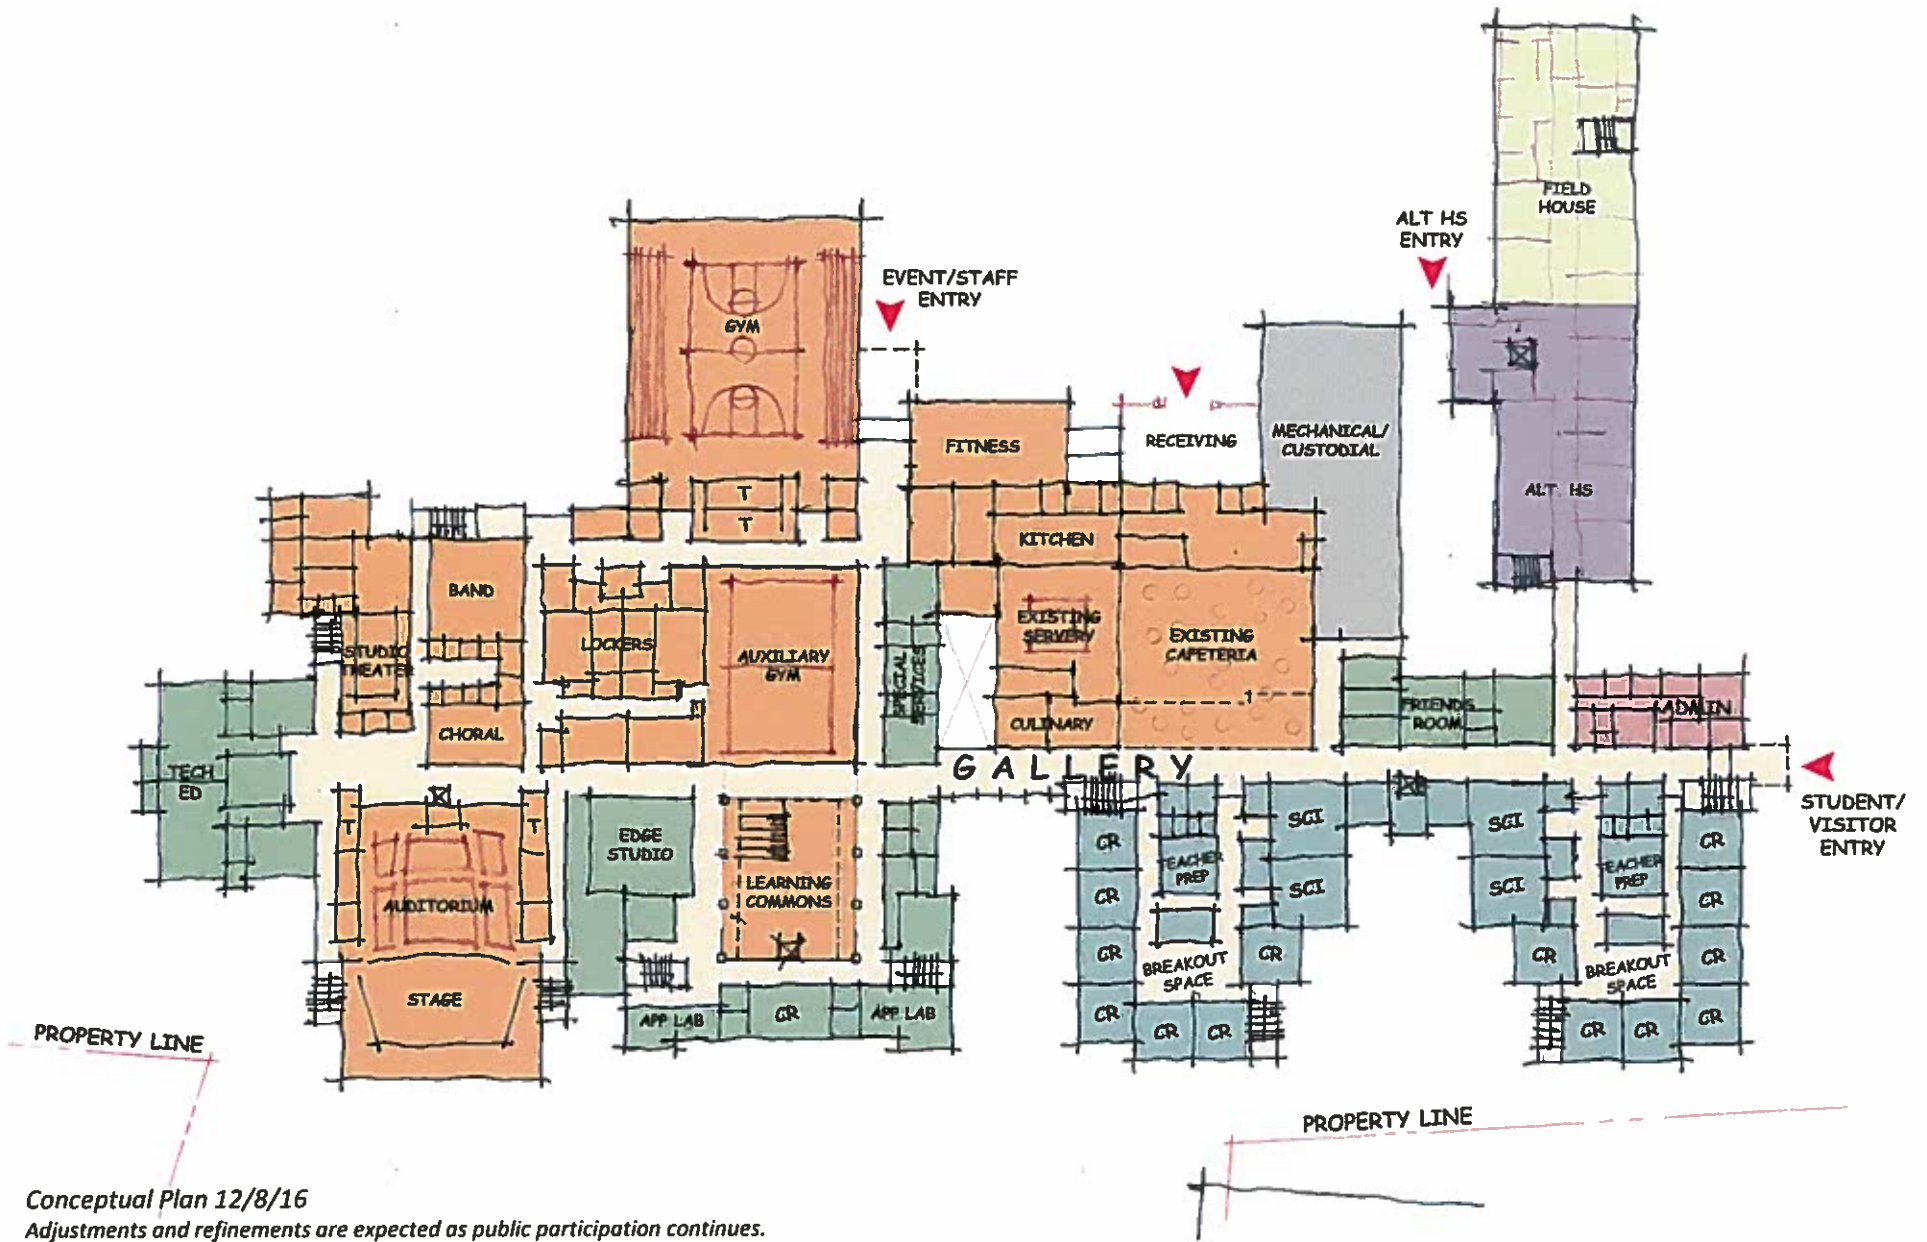 FIELD
HOUSE
ALT HS
ENTRY
EVENT/STAFF
ENTRY
GYM
FITNESS
RECEIVING
MECHANICAL/
CUSTODIAL
T
T
ALT. HS
KITCHEN
BAND
EXISTING
SERVERY
EXISTING
CAFETERIA
LOCKERS
STUDIO
THEATER
AUXILIARY
GYM
SPECIAL
SERVICES
CULINARY
FRIENDS
ROOM
ADMIN
CHORAL
GALLERY
TECH
ED
STUDENT/
VISITOR
ENTRY
T
T
EDGE
STUDIO
LEARNING
COMMONS
AUDITORIUM
STAGE
APP LAB
CR
APP LAB
CR
CR
CR
CR
CR
CR
TEACHER
PREP
SCI
SCI
CR
BREAKOUT
SPACE
SCI
SCI
CR
TEACHER
PREP
BREAKOUT
SPACE
CR
CR
CR
CR
CR
CR
PROPERTY LINE
PROPERTY LINE
Conceptual Plan 12/8/16
Adjustments and refinements are expected as public participation continues.